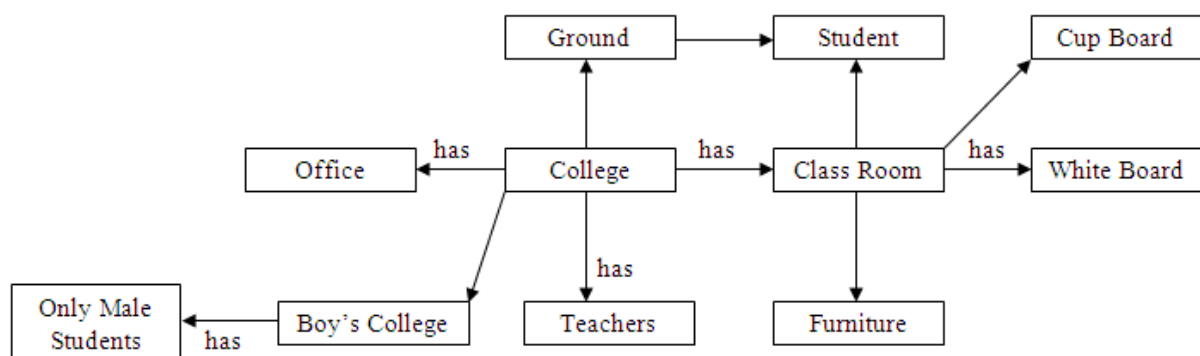 Ground
Student
Cup Board
has
has
has
Office
College
Class Room
White Board
has
Only Male
Students
has
Boy's College
Teachers
Furniture